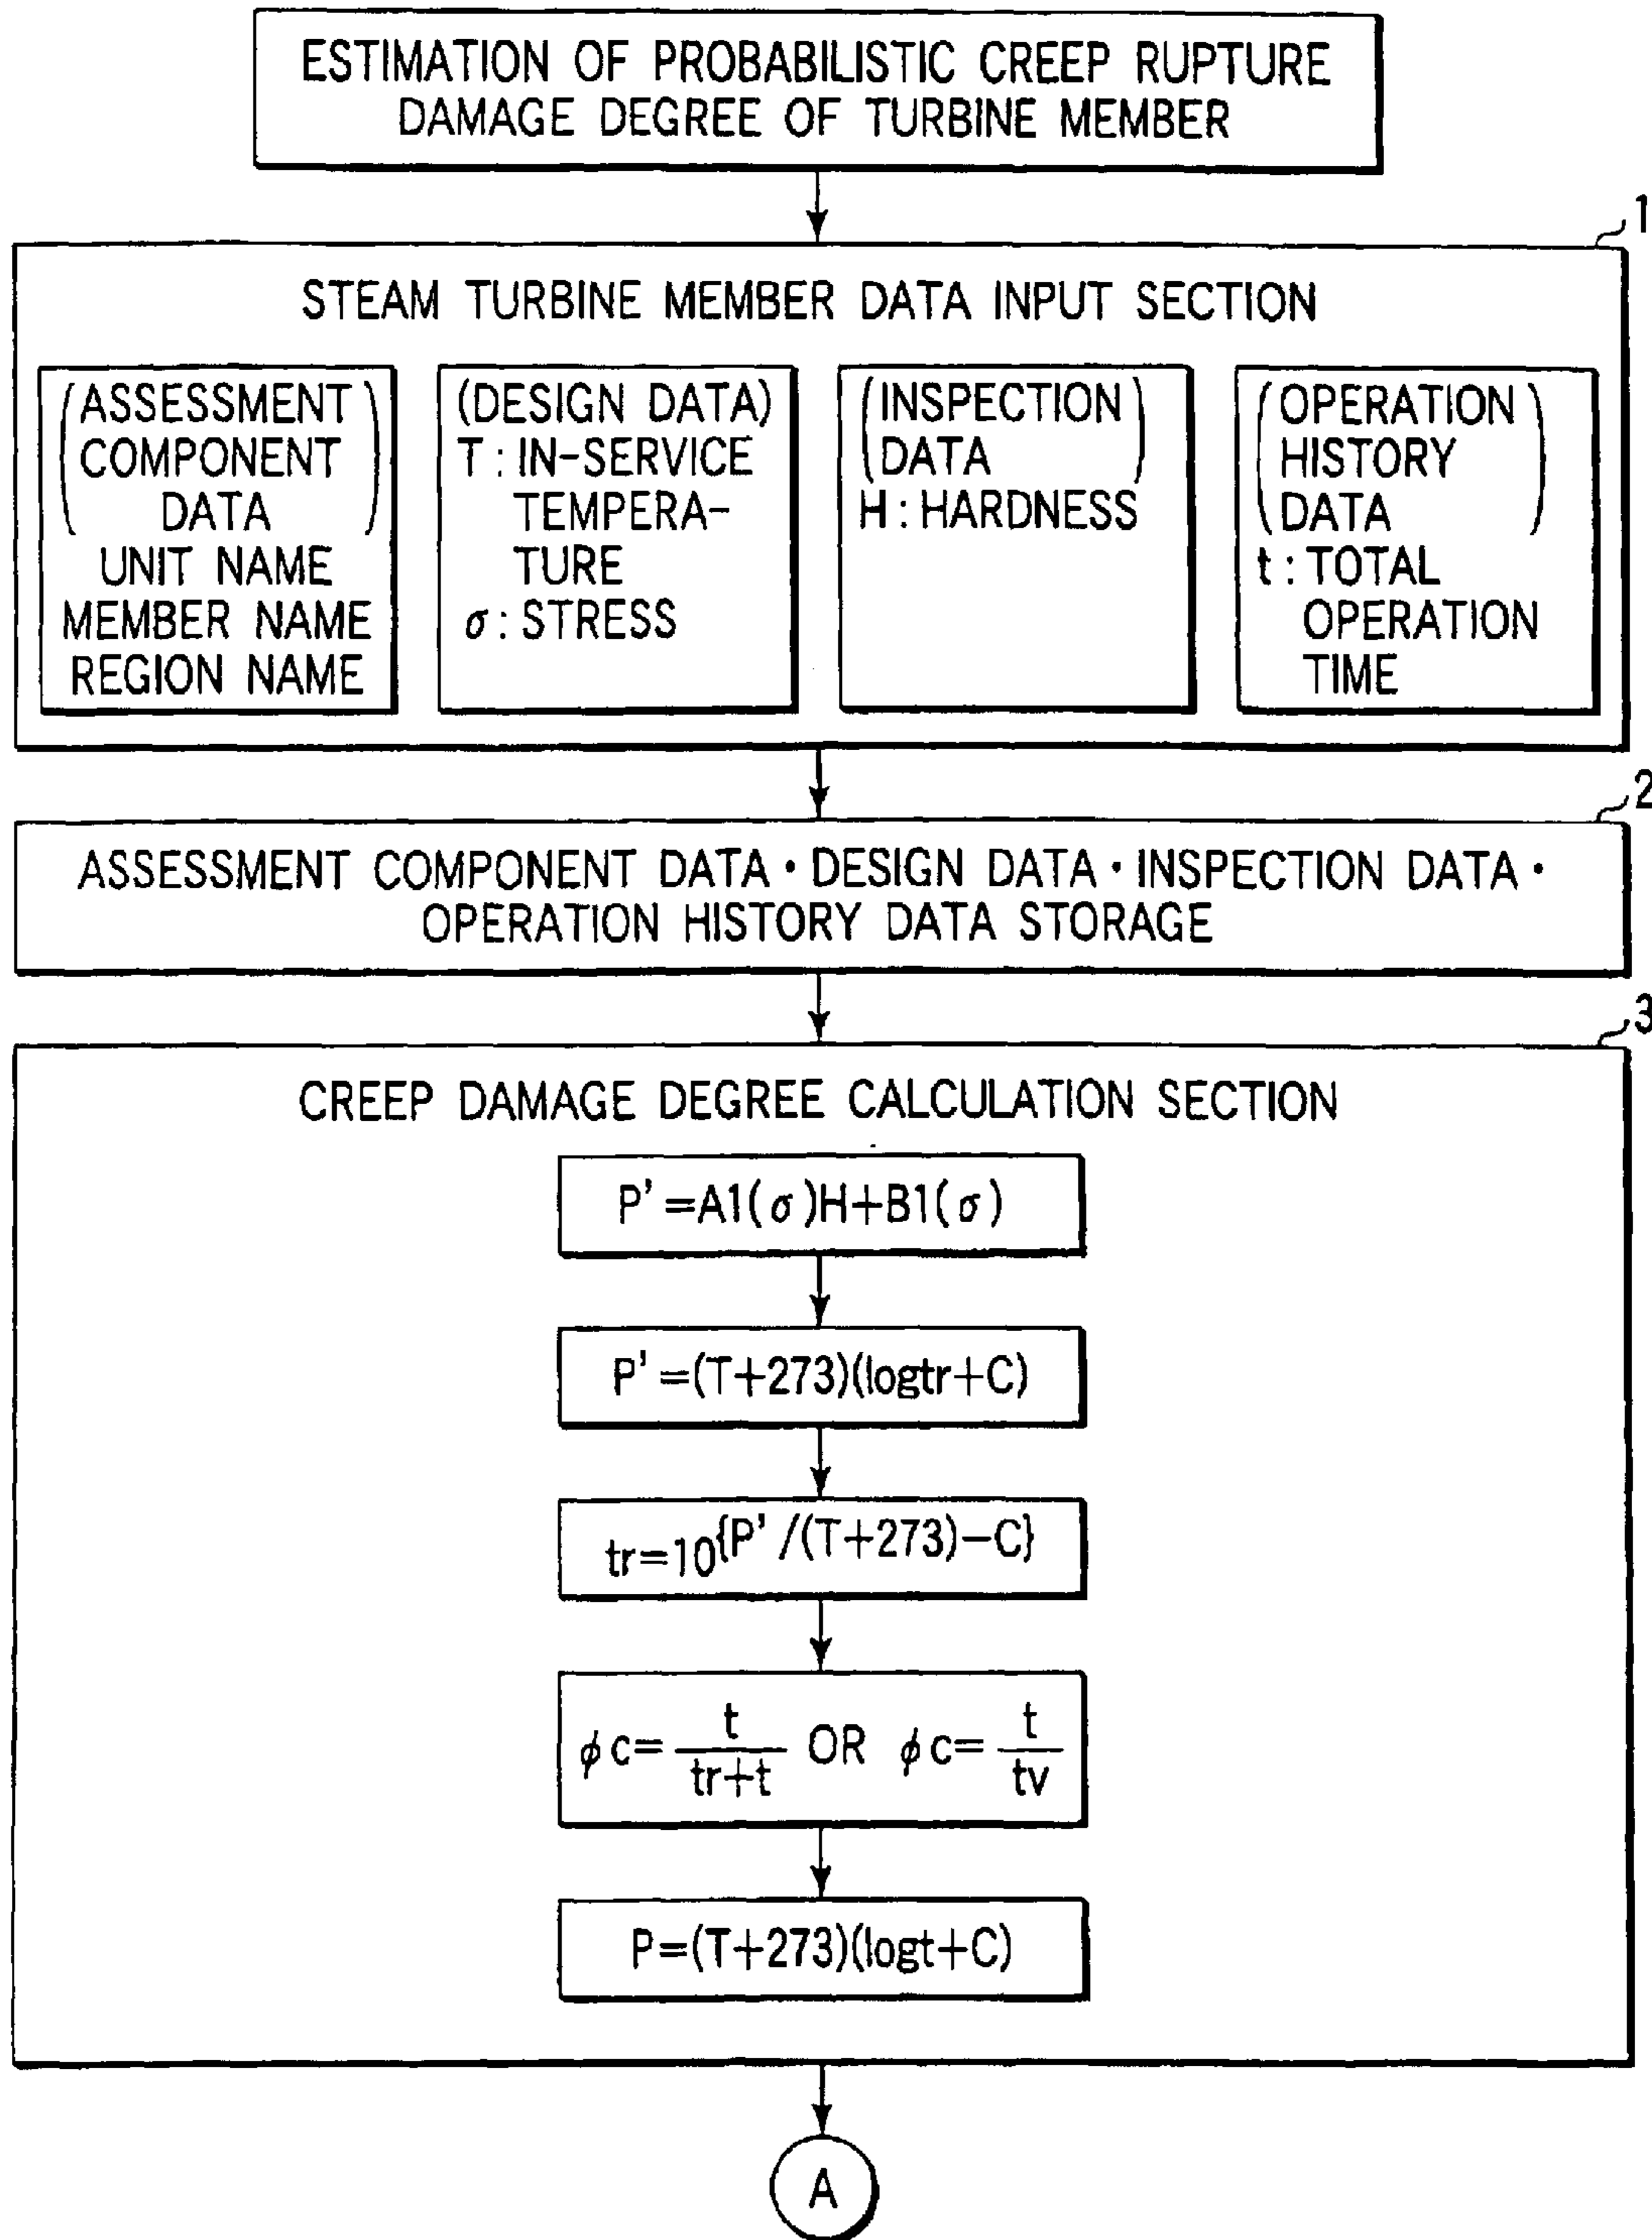 ESTIMATION OF PROBABILISTIC CREEP RUPTURE
DAMAGE DEGREE OF TURBINE MEMBER
1
STEAM TURBINE MEMBER DATA INPUT SECTION
(ASSESSMENT
COMPONENT
DATA)
UNIT NAME
MEMBER NAME
REGION NAME
(DESIGN DATA)
T : IN-SERVICE
TEMPERA-
TURE
σ : STRESS
(INSPECTION
DATA)
H : HARDNESS
(OPERATION
HISTORY
DATA)
t : TOTAL
OPERATION
TIME
2
ASSESSMENT COMPONENT DATA · DESIGN DATA · INSPECTION DATA ·
OPERATION HISTORY DATA STORAGE
3
CREEP DAMAGE DEGREE CALCULATION SECTION
P'=A1(σ)H+B1(σ)
P'=(T+273)(logtr+C)
tr=10{P'/(T+273)-C}
ϕc=t/(tr+t) OR ϕc=t/tv
P=(T+273)(logt+C)
A